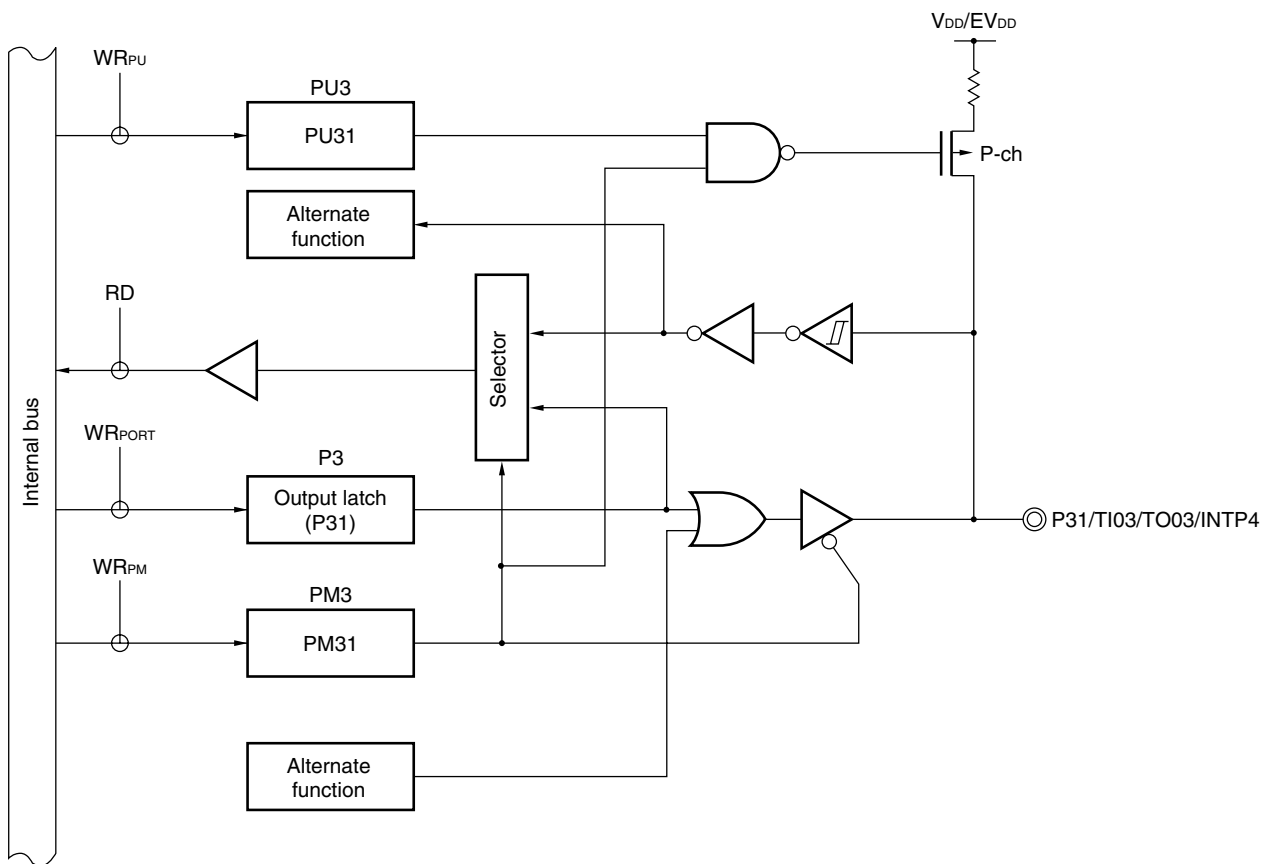 VDD/EVDD
WRPU
PU3
PU31
P-ch
Alternate
function
RD
Selector
Internal bus
WRPORT
P3
Output latch
(P31)
P31/TI03/TO03/INTP4
WRPM
PM3
PM31
Alternate
function